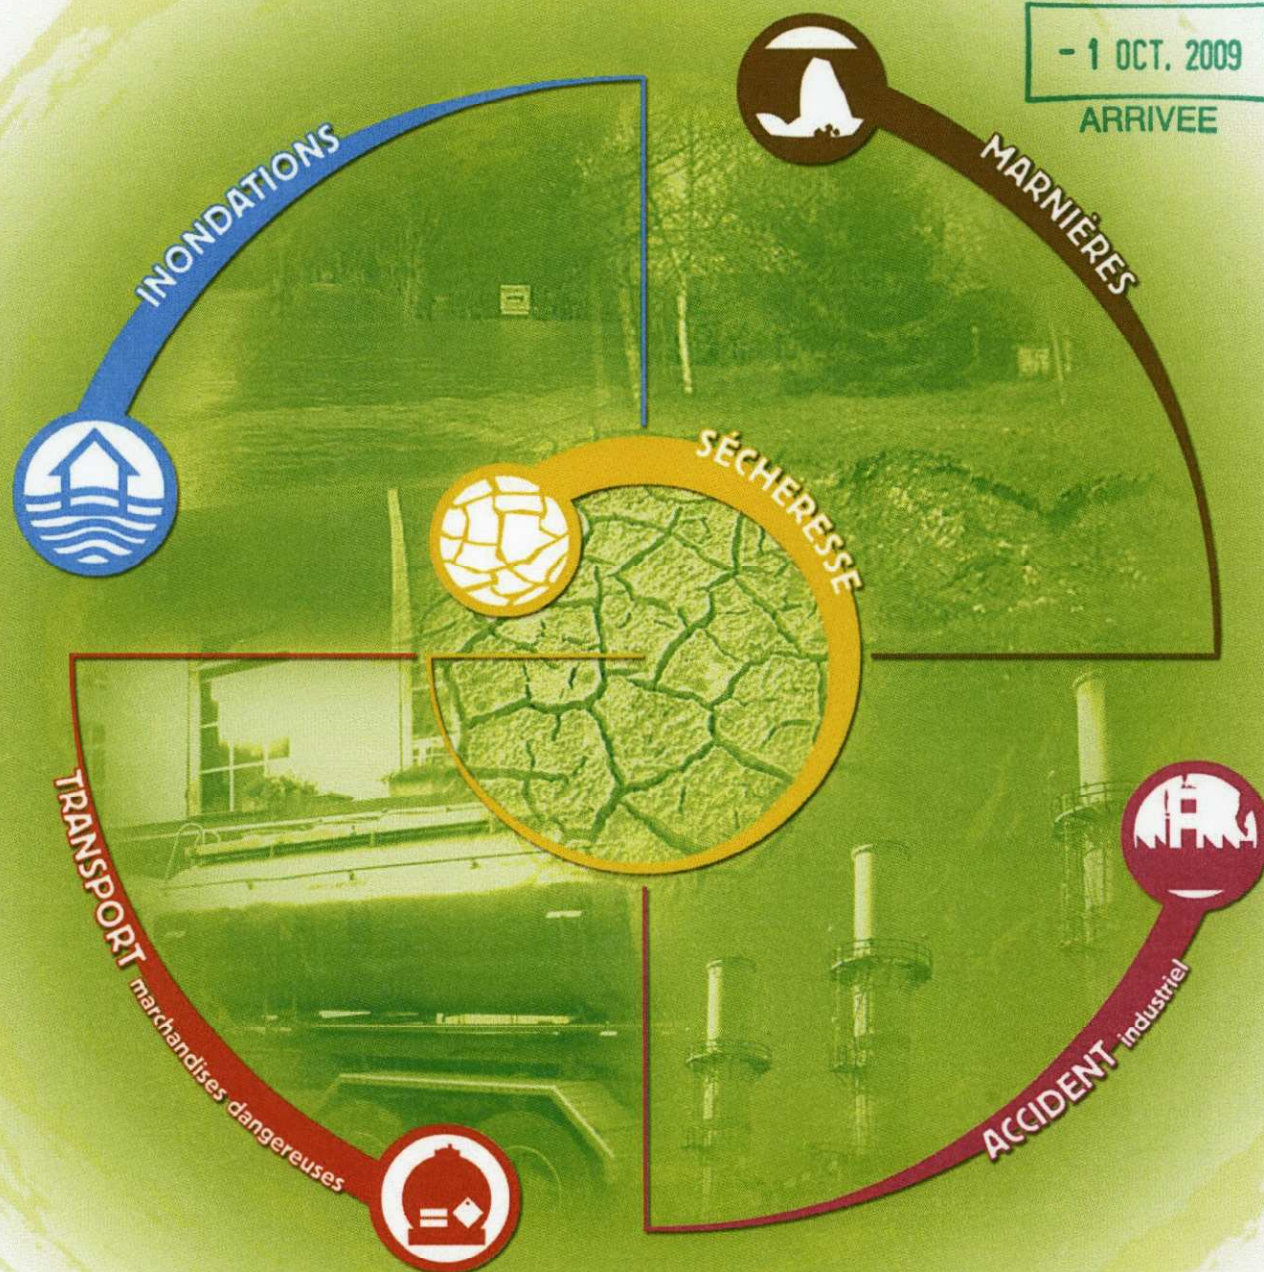 - 1 OCT. 2009
ARRIVEE
INONDATIONS
MARNIÈRES
SÉCHERESSE
TRANSPORT marchandises dangereuses
ACCIDENT industriel